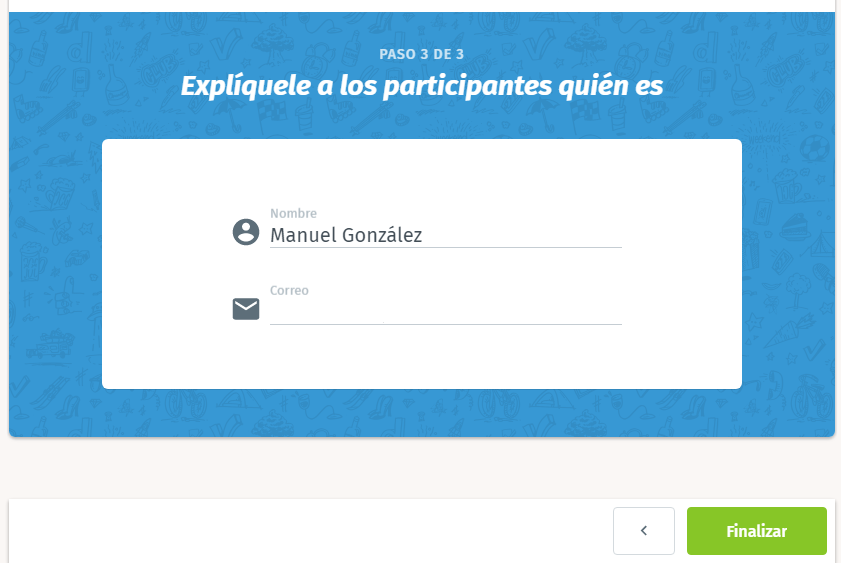 PASO 3 DE 3
Explíquele a los participantes quién es
Nombre
Manuel González
Correo
Finalizar